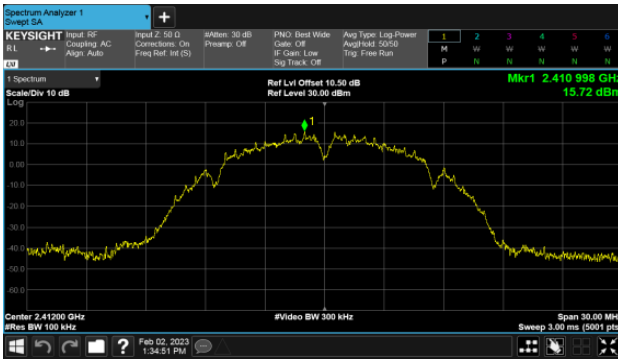 Spectrum Analyzer 1
Swept SA
KEYSIGHT
RL
Input: RF
Coupling: AC
Align: Auto
Input Z: 50 Ω
Corrections: On
Freq Ref: Int (S)
#Atten: 30 dB
Preamp: Off
PNO: Best Wide
Gate: Off
IF Gain: Low
Sig Track: Off
Avg Type: Log-Power
Avg|Hold: 50/50
Trig: Free Run
1 2 3 4 5 6
M W W W W W
P N N N N N
LXI
1 Spectrum
Scale/Div 10 dB
Ref Lvl Offset 10.50 dB
Ref Level 30.00 dBm
Mkr1 2.410 998 GHz
15.72 dBm
Log
1
20.0
10.0
0.00
-10.0
-20.0
-30.0
-40.0
-50.0
-60.0
Center 2.41200 GHz
#Video BW 300 kHz
Span 30.00 MH
#Res BW 100 kHz
Sweep 3.00 ms (5001 pts
?
Feb 02, 2023
1:34:51 PM